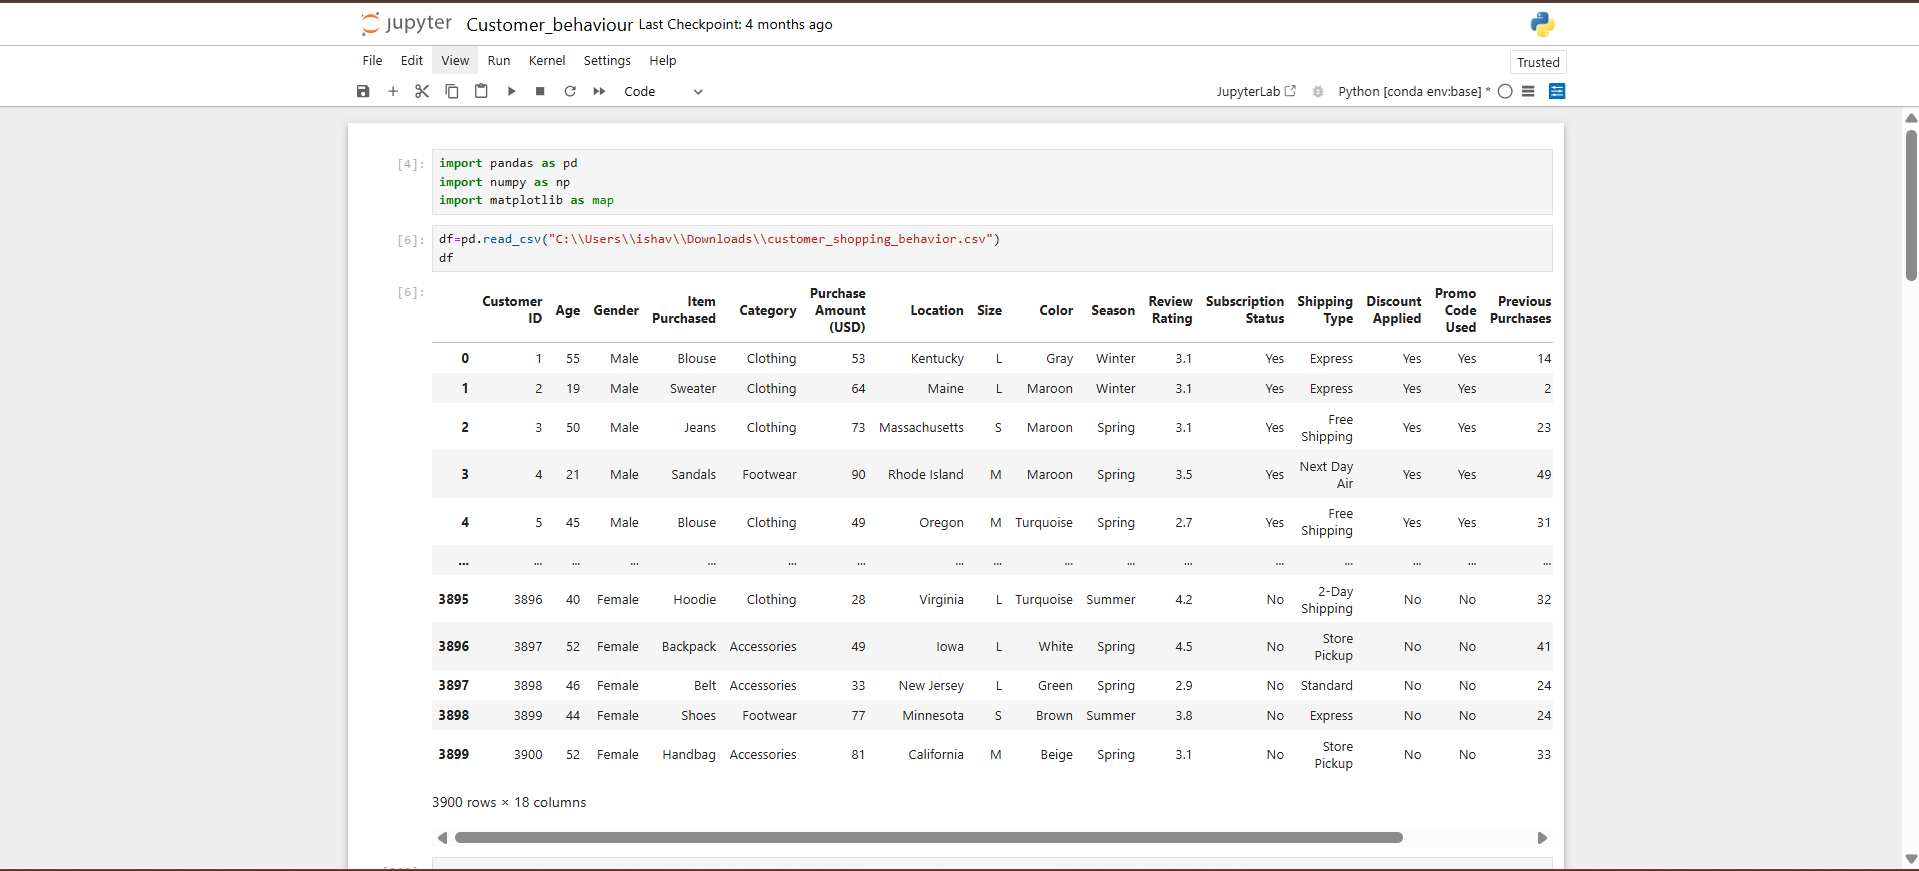 jupyter Customer_behaviour Last Checkpoint: 4 months ago
File Edit View Run Kernel Settings Help Trusted
Code JupyterLab Python [conda env:base] *
[4]: import pandas as pd
import numpy as np
import matplotlib as map
[6]: df=pd.read_csv("C:\\Users\\ishav\\Downloads\\customer_shopping_behavior.csv")
df
[6]:
Customer ID Age Gender Item Purchased Category Purchase Amount (USD) Location Size Color Season Review Rating Subscription Status Shipping Type Discount Applied Promo Code Used Previous Purchases
0 1 55 Male Blouse Clothing 53 Kentucky L Gray Winter 3.1 Yes Express Yes Yes 14
1 2 19 Male Sweater Clothing 64 Maine L Maroon Winter 3.1 Yes Express Yes Yes 2
2 3 50 Male Jeans Clothing 73 Massachusetts S Maroon Spring 3.1 Yes Free Shipping Yes Yes 23
3 4 21 Male Sandals Footwear 90 Rhode Island M Maroon Spring 3.5 Yes Next Day Air Yes Yes 49
4 5 45 Male Blouse Clothing 49 Oregon M Turquoise Spring 2.7 Yes Free Shipping Yes Yes 31
... ... ... ... ... ... ... ... ... ... ... ... ... ... ... ... ...
3895 3896 40 Female Hoodie Clothing 28 Virginia L Turquoise Summer 4.2 No 2-Day Shipping No No 32
3896 3897 52 Female Backpack Accessories 49 Iowa L White Spring 4.5 No Store Pickup No No 41
3897 3898 46 Female Belt Accessories 33 New Jersey L Green Spring 2.9 No Standard No No 24
3898 3899 44 Female Shoes Footwear 77 Minnesota S Brown Summer 3.8 No Express No No 24
3899 3900 52 Female Handbag Accessories 81 California M Beige Spring 3.1 No Store Pickup No No 33
3900 rows × 18 columns